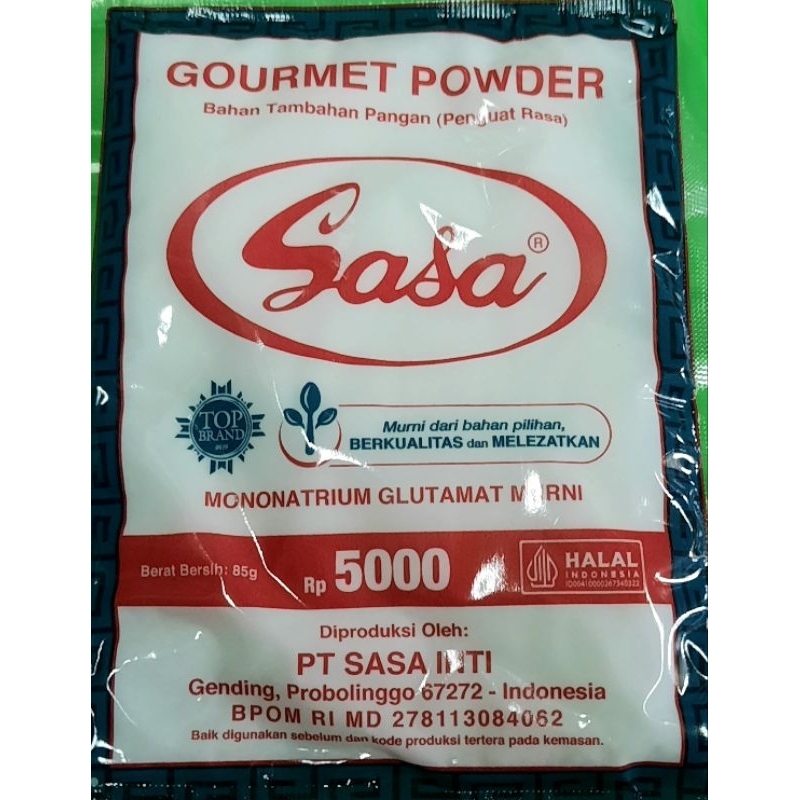 GOURMET POWDER
Bahan Tambahan Pangan (Penguat Rasa)
Sasa®
TOP
BRAND
Murni dari bahan pilihan,
BERKUALITAS dan MELEZATKAN
MONONATRIUM GLUTAMAT MURNI
Berat Bersih: 85g
Rp 5000
HALAL
INDONESIA
Diproduksi Oleh:
PT SASA INTI
Gending, Probolinggo 67272 - Indonesia
BPOM RI MD 278113084062
Baik digunakan sebelum dan kode produksi tertera pada kemasan.